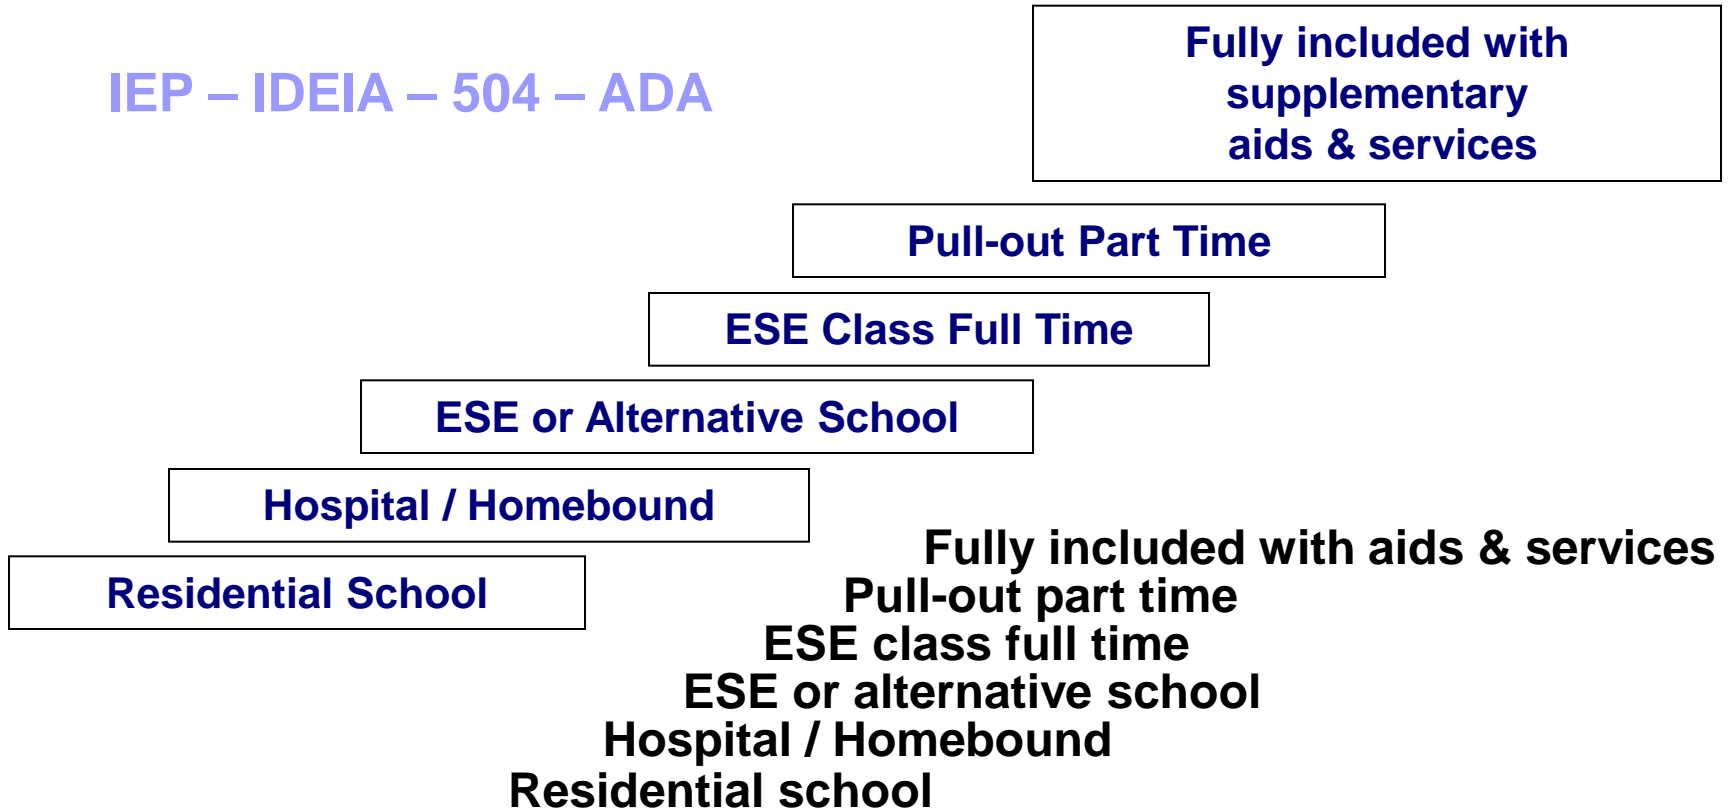 IEP – IDEIA – 504 – ADA
Fully included with
supplementary
aids & services
Pull-out Part Time
ESE Class Full Time
ESE or Alternative School
Hospital / Homebound
Residential School
Fully included with aids & services
Pull-out part time
ESE class full time
ESE or alternative school
Hospital / Homebound
Residential school